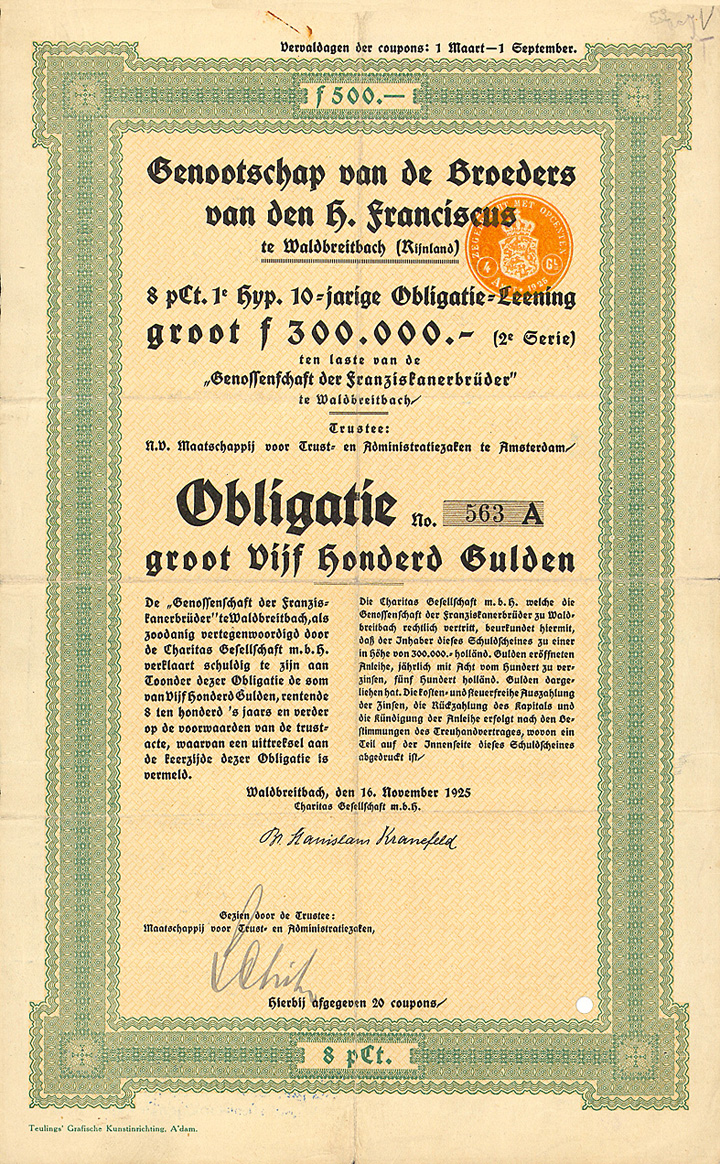 Vervaldagen der coupons: 1 Maart—1 September.
f 500.—
Genootschap van de Broeders
van den H. Franciscus
te Waldbreitbach (Rijnland)
ZEGELRECHT MET OPCENTEN
4 Gl.
8 pCt. 1e Hyp. 10-jarige Obligatie-Leening
groot f 300.000.- (2e Serie)
ten laste van de
„Genossenschaft der Franziskanerbrüder"
te Waldbreitbach
Trustee:
N.V. Maatschappij voor Trust- en Administratiezaken te Amsterdam
Obligatie No. 563 A
groot Vijf Honderd Gulden
De „Genossenschaft der Franzis-
kanerbrüder" te Waldbreitbach, als
zoodanig vertegenwoordigd door
de Charitas Gesellschaft m.b.H.
verklaart schuldig te zijn aan
Toonder dezer Obligatie de som
van Vijf Honderd Gulden, rentende
8 ten honderd 's jaars en verder
op de voorwaarden van de trust-
acte, waarvan een uittreksel aan
de keerzijde dezer Obligatie is
vermeld.
Die Charitas Gesellschaft m.b.H. welche die
Genossenschaft der Franziskanerbrüder zu Wald-
breitbach rechtlich vertritt, beurkundet hiermit,
daß der Inhaber dieses Schuldscheines zu einer
in Höhe von 300.000.- holländ. Gulden eröffneten
Anleihe, jährlich mit Acht vom Hundert zu ver-
zinsen, fünf Hundert holländ. Gulden darge-
liehen hat. Die kosten- und steuerfreie Auszahlung
der Zinsen, die Rückzahlung des Kapitals und
die Kündigung der Anleihe erfolgt nach den Be-
stimmungen des Treuhandvertrages, wovon ein
Teil auf der Innenseite dieses Schuldscheines
abgedruckt ist
Waldbreitbach, den 16. November 1925
Charitas Gesellschaft m.b.H.
Br. Stanislaus Kranefeld
Gezien door de Trustee:
Maatschappij voor Trust- en Administratiezaken,
Hierbij afgegeven 20 coupons
8 pCt.
Teulings' Grafische Kunstinrichting, A'dam.